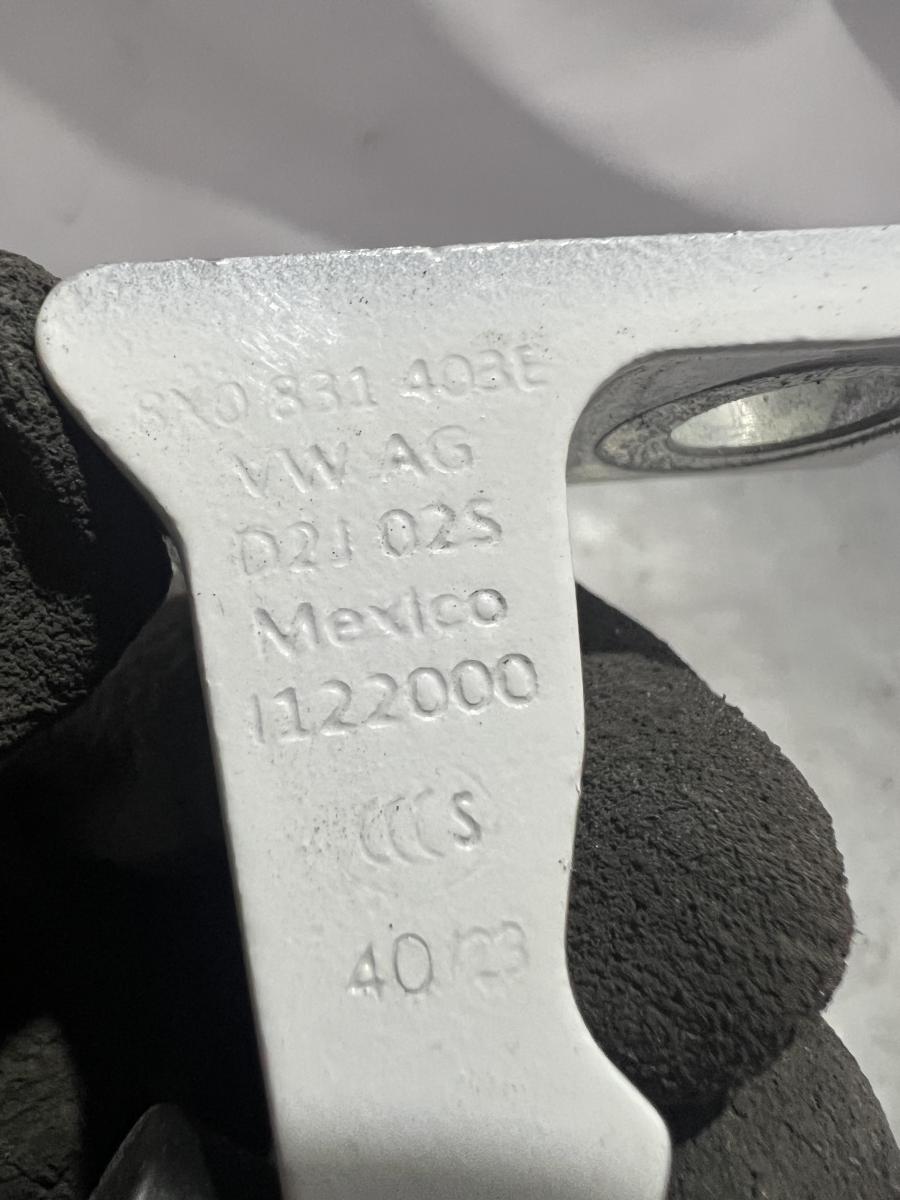 8X0 831 403E
VW AG
D2J 02S
Mexico
I122000
CCC S
40/23